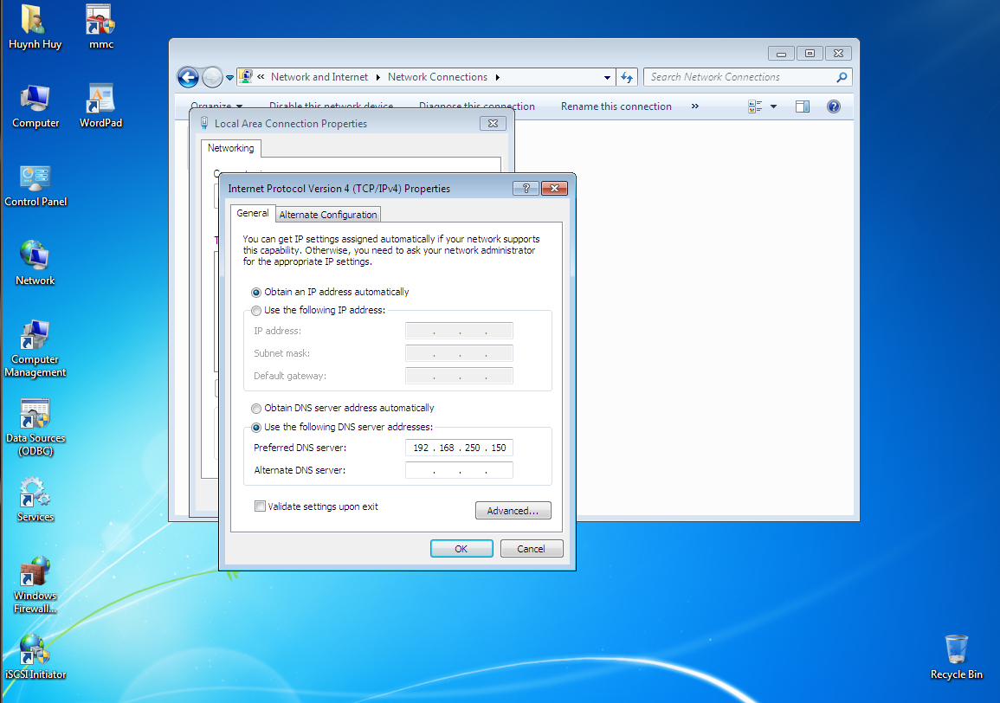 Huynh Huy
mmc
Computer
WordPad
Control Panel
Network
Computer
Management
Data Sources
(ODBC)
Services
Windows
Firewall...
iSCSI Initiator
Recycle Bin
« Network and Internet Network Connections
Search Network Connections
Organize Disable this network device Diagnose this connection Rename this connection »
Local Area Connection Properties
Networking
Internet Protocol Version 4 (TCP/IPv4) Properties
General Alternate Configuration
You can get IP settings assigned automatically if your network supports
this capability. Otherwise, you need to ask your network administrator
for the appropriate IP settings.
Obtain an IP address automatically
Use the following IP address:
IP address: . . .
Subnet mask: . . .
Default gateway: . . .
Obtain DNS server address automatically
Use the following DNS server addresses:
Preferred DNS server: 192 . 168 . 250 . 150
Alternate DNS server: . . .
Validate settings upon exit
Advanced...
OK Cancel